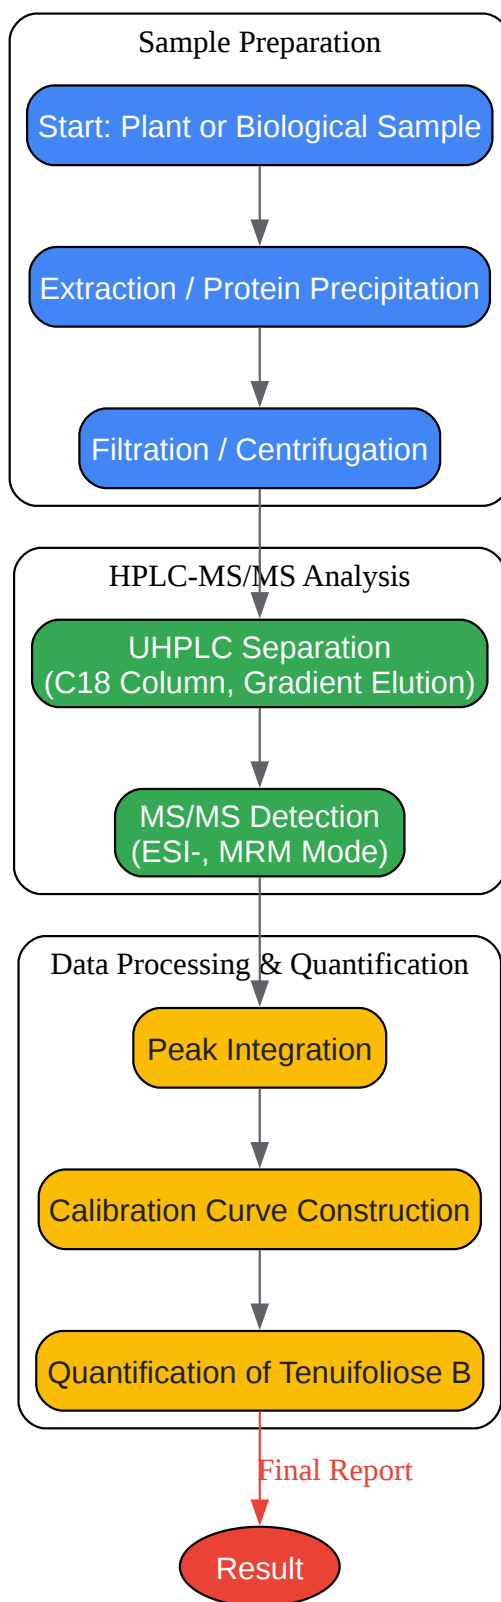 Sample Preparation
Start: Plant or Biological Sample
Extraction / Protein Precipitation
Filtration / Centrifugation
HPLC-MS/MS Analysis
UHPLC Separation
(C18 Column, Gradient Elution)
MS/MS Detection
(ESI-, MRM Mode)
Data Processing & Quantification
Peak Integration
Calibration Curve Construction
Quantification of Tenuifoliose B
Final Report
Result